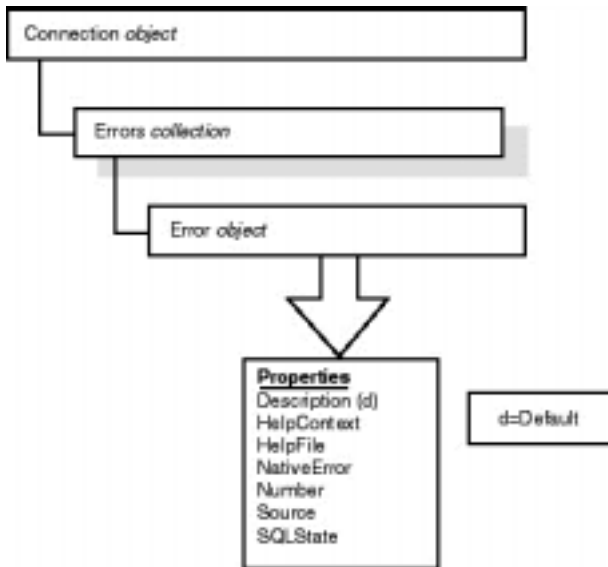 Connection object
Errors collection
Error object
Properties
Description (d)
HelpContext
HelpFile
NativeError
Number
Source
SQLState
d=Default